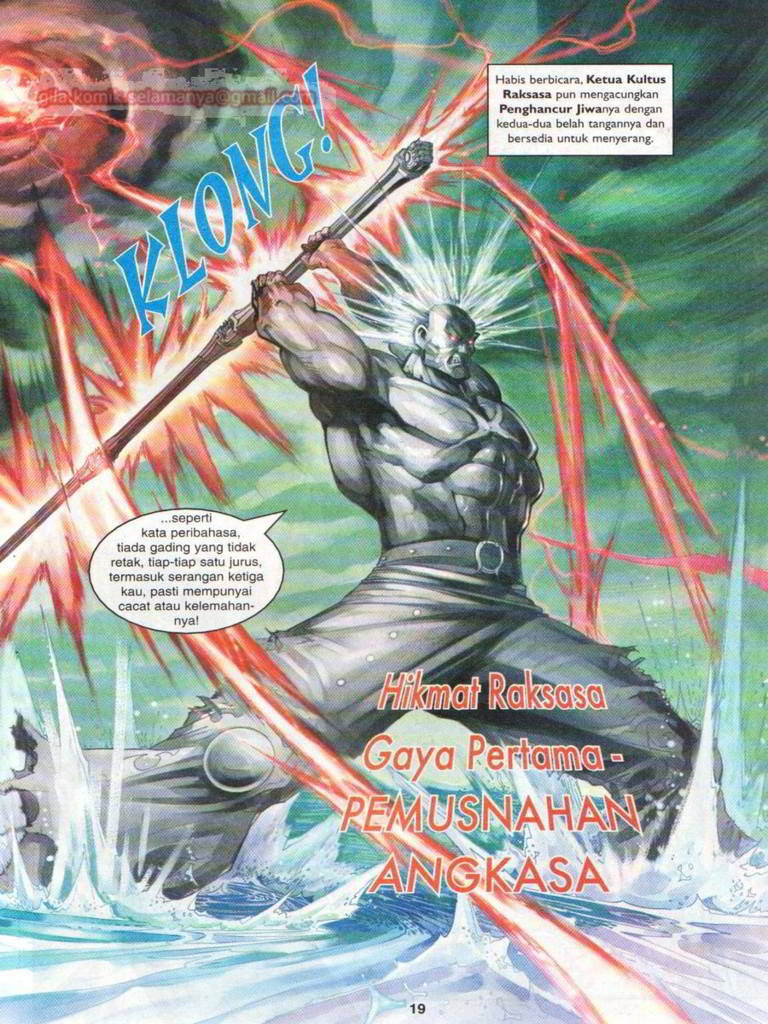 gila.komik.selamanya@gmail.com
Habis berbicara, Ketua Kultus
Raksasa pun mengacungkan
Penghancur Jiwanya dengan
kedua-dua belah tangannya dan
bersedia untuk menyerang.
KLONG!
...seperti
kata peribahasa,
tiada gading yang tidak
retak, tiap-tiap satu jurus,
termasuk serangan ketiga
kau, pasti mempunyai
cacat atau kelemahan-
nya!
Hikmat Raksasa
Gaya Pertama -
PEMUSNAHAN
ANGKASA
19